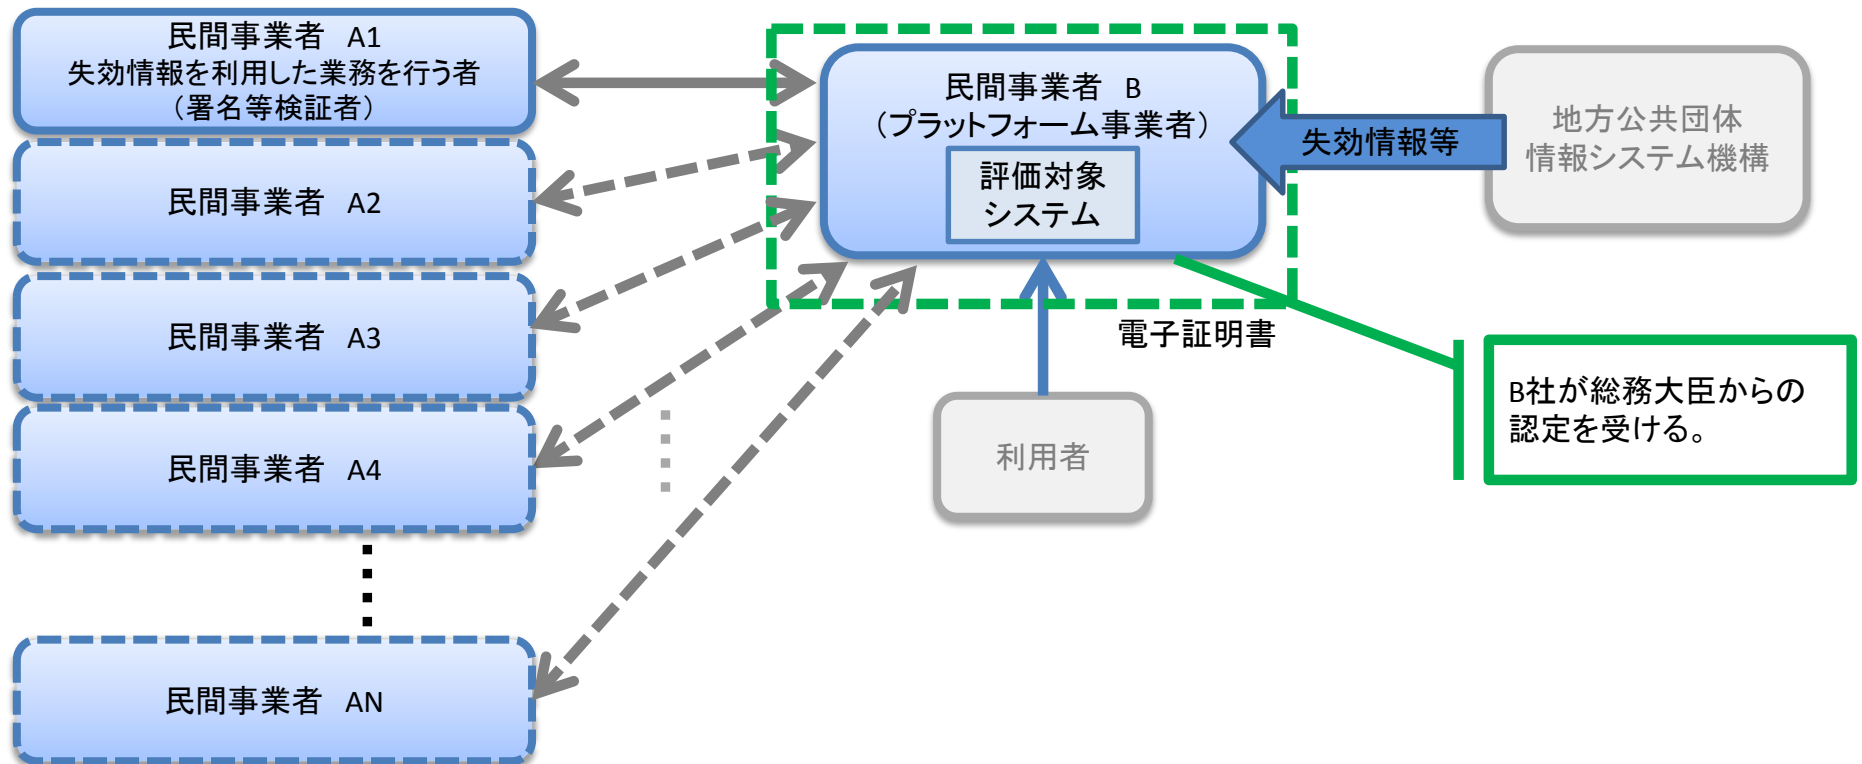 民間事業者 A1
失効情報を利用した業務を行う者
（署名等検証者）
民間事業者 A2
民間事業者 A3
民間事業者 A4
民間事業者 AN
民間事業者 B
（プラットフォーム事業者）
評価対象
システム
失効情報等
地方公共団体
情報システム機構
電子証明書
利用者
B社が総務大臣からの
認定を受ける。